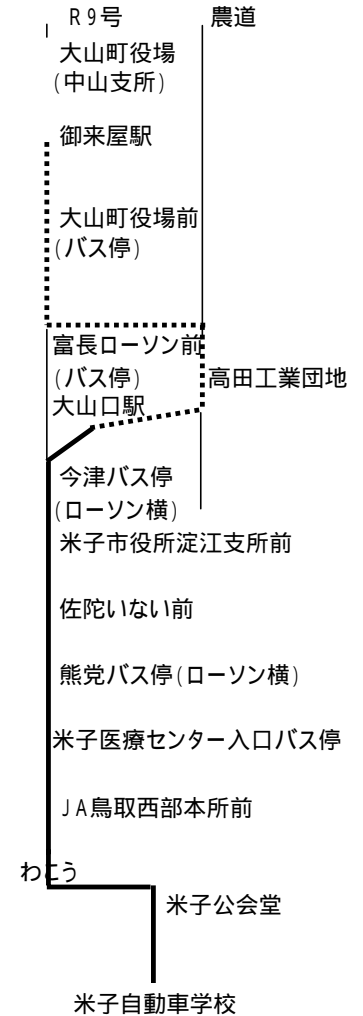 R9号 農道
大山町役場
(中山支所)
御来屋駅
大山町役場前
(バス停)
富長ローソン前
(バス停) 高田工業団地
大山口駅
今津バス停
(ローソン横)
米子市役所淀江支所前
佐陀いない前
熊党バス停(ローソン横)
米子医療センター入口バス停
JA鳥取西部本所前
わこう
米子公会堂
米子自動車学校